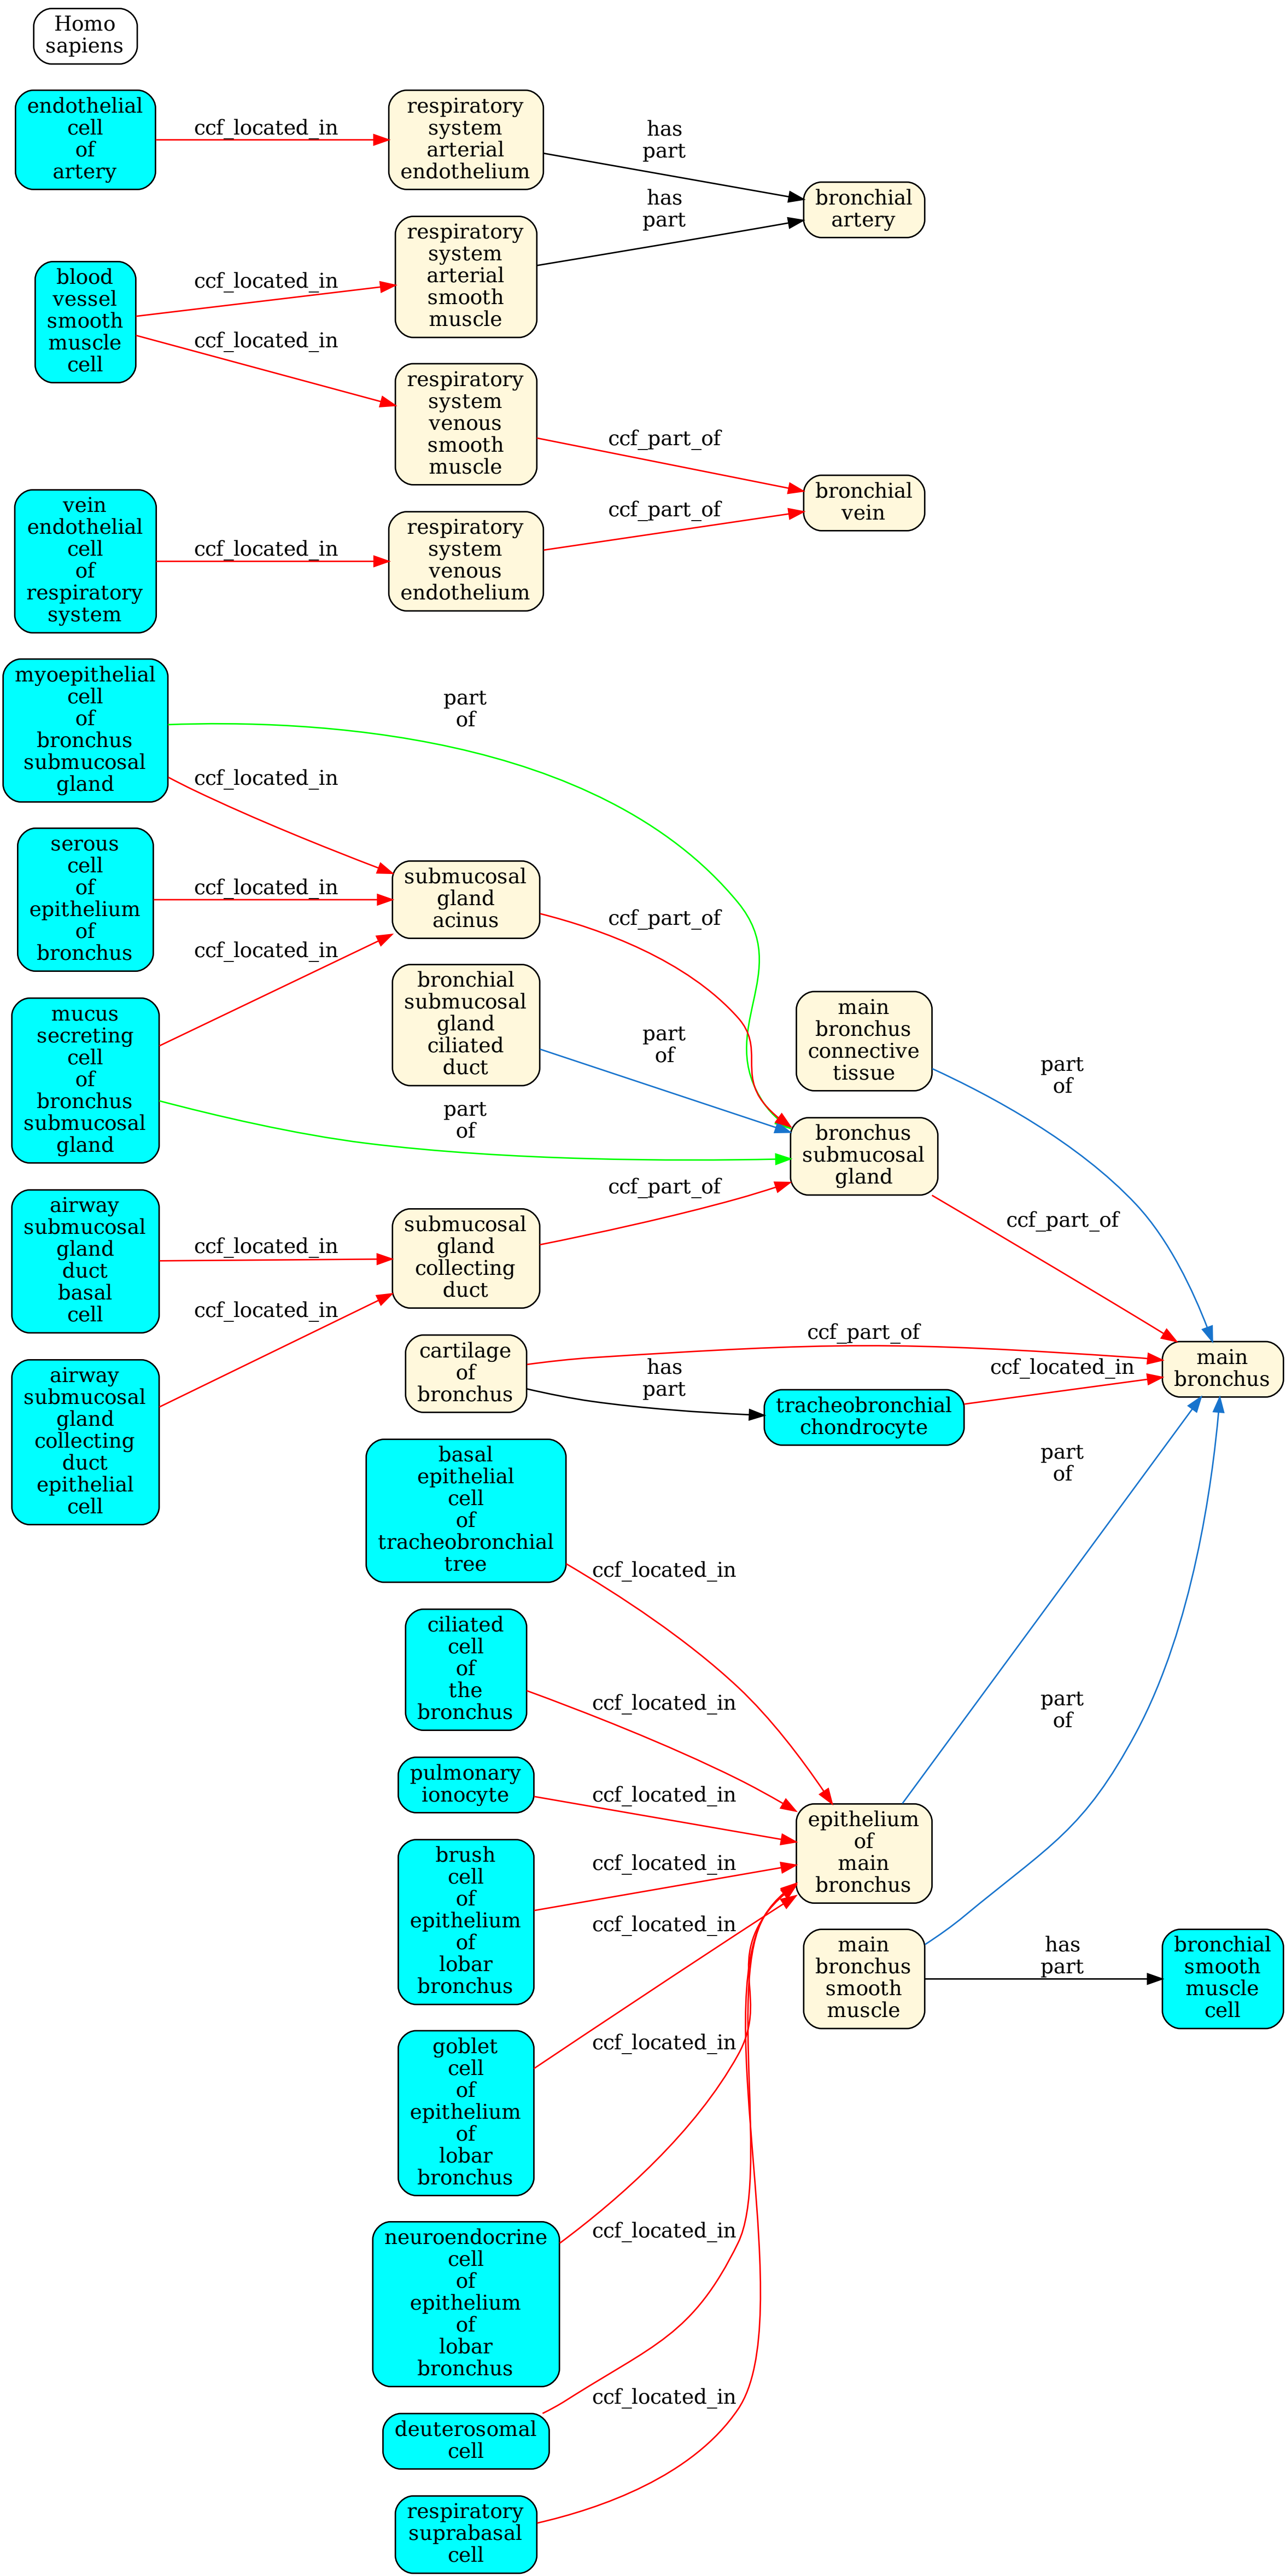 Homo
sapiens
endothelial
cell
of
artery
ccf_located_in
respiratory
system
arterial
endothelium
has
part
bronchial
artery
blood
vessel
smooth
muscle
cell
ccf_located_in
ccf_located_in
respiratory
system
arterial
smooth
muscle
has
part
respiratory
system
venous
smooth
muscle
ccf_part_of
bronchial
vein
vein
endothelial
cell
of
respiratory
system
ccf_located_in
respiratory
system
venous
endothelium
ccf_part_of
myoepithelial
cell
of
bronchus
submucosal
gland
part
of
ccf_located_in
serous
cell
of
epithelium
of
bronchus
ccf_located_in
submucosal
gland
acinus
ccf_part_of
mucus
secreting
cell
of
bronchus
submucosal
gland
ccf_located_in
part
of
bronchial
submucosal
gland
ciliated
duct
part
of
main
bronchus
connective
tissue
part
of
bronchus
submucosal
gland
ccf_part_of
airway
submucosal
gland
duct
basal
cell
ccf_located_in
submucosal
gland
collecting
duct
ccf_part_of
airway
submucosal
gland
collecting
duct
epithelial
cell
ccf_located_in
cartilage
of
bronchus
ccf_part_of
has
part
tracheobronchial
chondrocyte
ccf_located_in
main
bronchus
basal
epithelial
cell
of
tracheobronchial
tree
ccf_located_in
part
of
ciliated
cell
of
the
bronchus
ccf_located_in
part
of
pulmonary
ionocyte
ccf_located_in
epithelium
of
main
bronchus
brush
cell
of
epithelium
of
lobar
bronchus
ccf_located_in
goblet
cell
of
epithelium
of
lobar
bronchus
ccf_located_in
main
bronchus
smooth
muscle
has
part
bronchial
smooth
muscle
cell
neuroendocrine
cell
of
epithelium
of
lobar
bronchus
ccf_located_in
deuterosomal
cell
ccf_located_in
respiratory
suprabasal
cell
ccf_located_in